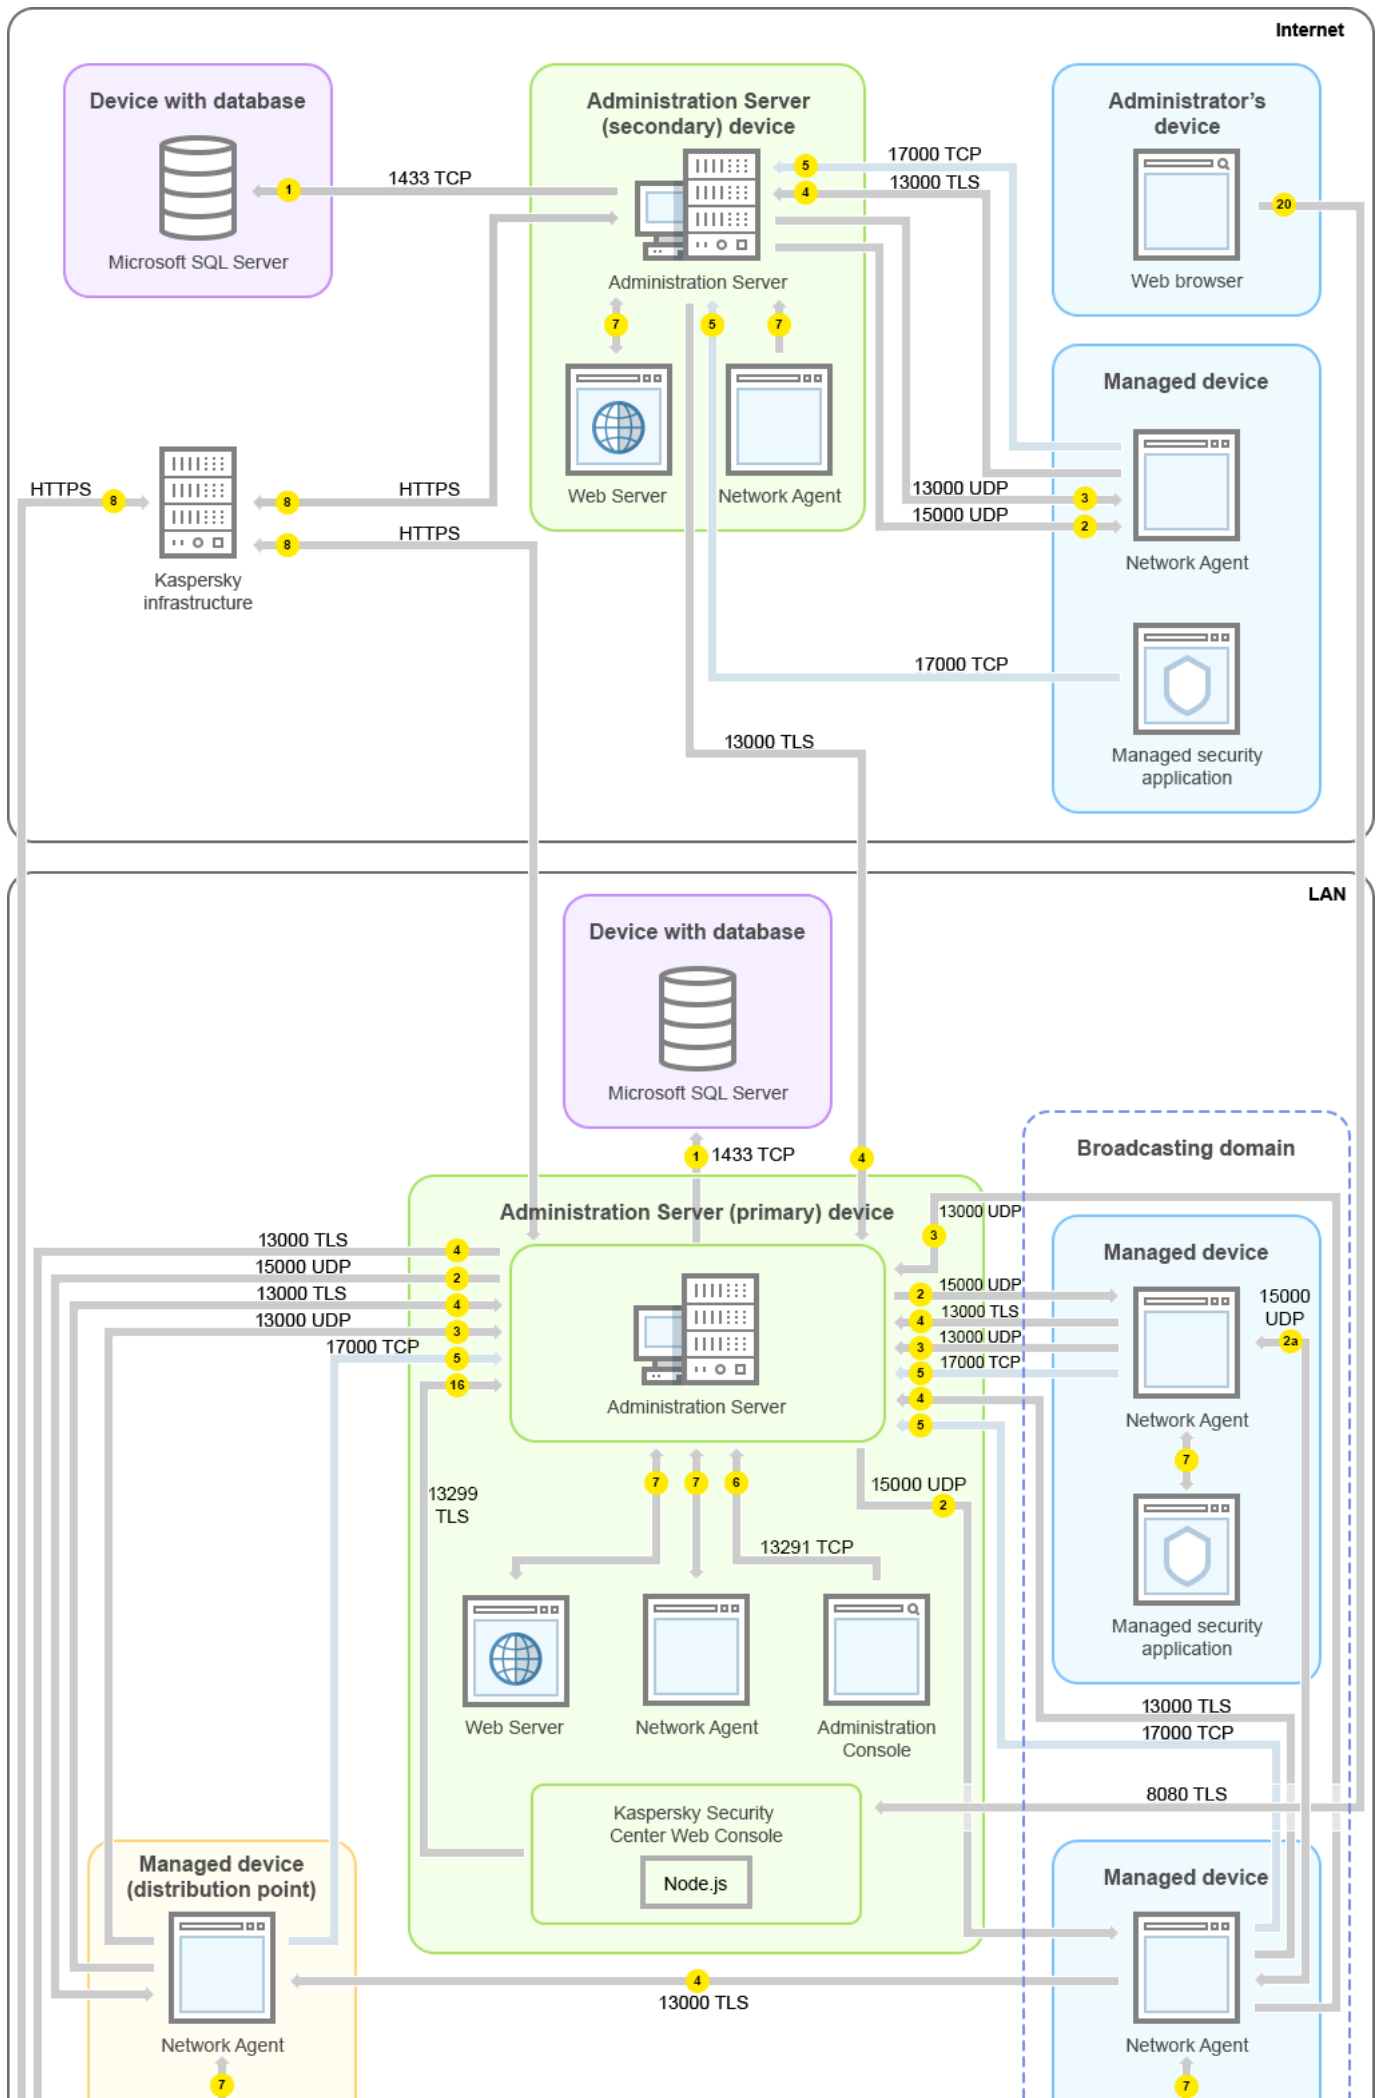 Internet
Device with database
Microsoft SQL Server
1
1433 TCP
Administration Server
(secondary) device
Administration Server
7
5
7
Web Server
Network Agent
5
17000 TCP
4
13000 TLS
Administrator's
device
Web browser
20
Managed device
13000 UDP
3
15000 UDP
2
Network Agent
17000 TCP
Managed security
application
HTTPS
8
8
HTTPS
8
HTTPS
Kaspersky
infrastructure
13000 TLS
LAN
Device with database
Microsoft SQL Server
1
1433 TCP
4
Broadcasting domain
Administration Server (primary) device
13000 UDP
3
13000 TLS
4
15000 UDP
2
13000 TLS
4
13000 UDP
3
17000 TCP
5
16
Administration Server
2
15000 UDP
4
13000 TLS
3
13000 UDP
5
17000 TCP
4
5
Managed device
15000
UDP
2a
Network Agent
7
Managed security
application
13299
TLS
7
7
6
15000 UDP
2
13291 TCP
Web Server
Network Agent
Administration
Console
13000 TLS
17000 TCP
8080 TLS
Kaspersky Security
Center Web Console
Node.js
Managed device
(distribution point)
Network Agent
7
4
13000 TLS
Managed device
Network Agent
7